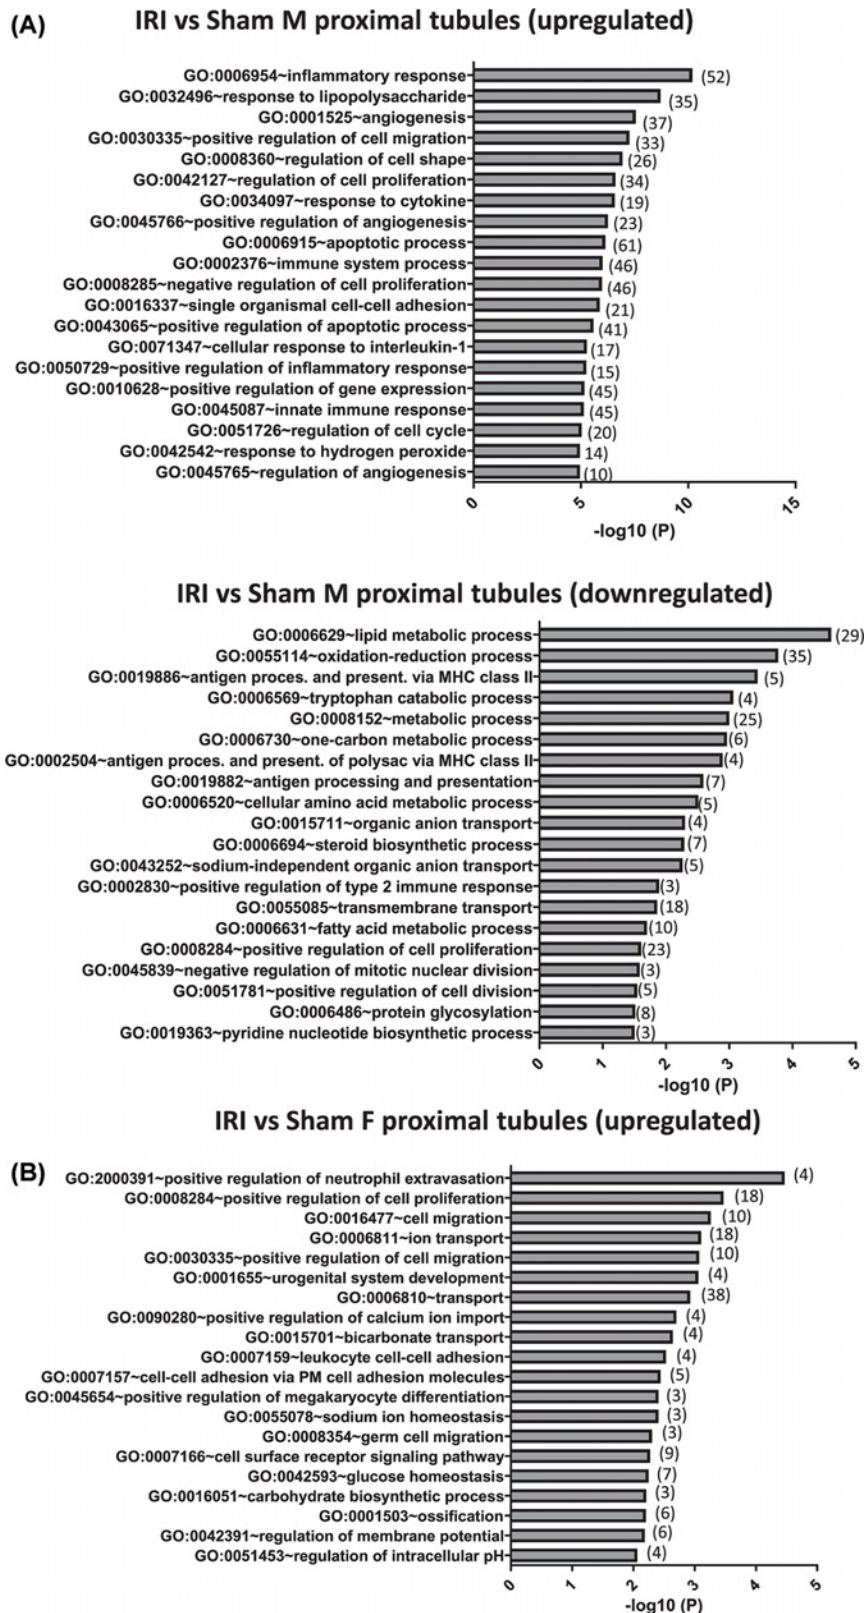 (A) IRI vs Sham M proximal tubules (upregulated)
GO:0006954~inflammatory response (52)
GO:0032496~response to lipopolysaccharide (35)
GO:0001525~angiogenesis (37)
GO:0030335~positive regulation of cell migration (33)
GO:0008360~regulation of cell shape (26)
GO:0042127~regulation of cell proliferation (34)
GO:0034097~response to cytokine (19)
GO:0045766~positive regulation of angiogenesis (23)
GO:0006915~apoptotic process (61)
GO:0002376~immune system process (46)
GO:0008285~negative regulation of cell proliferation (46)
GO:0016337~single organismal cell-cell adhesion (21)
GO:0043065~positive regulation of apoptotic process (41)
GO:0071347~cellular response to interleukin-1 (17)
GO:0050729~positive regulation of inflammatory response (15)
GO:0010628~positive regulation of gene expression (45)
GO:0045087~innate immune response (45)
GO:0051726~regulation of cell cycle (20)
GO:0042542~response to hydrogen peroxide 14)
GO:0045765~regulation of angiogenesis (10)
0 5 10 15
-log10 (P)
IRI vs Sham M proximal tubules (downregulated)
GO:0006629~lipid metabolic process (29)
GO:0055114~oxidation-reduction process (35)
GO:0019886~antigen proces. and present. via MHC class II (5)
GO:0006569~tryptophan catabolic process (4)
GO:0008152~metabolic process (25)
GO:0006730~one-carbon metabolic process (6)
GO:0002504~antigen proces. and present. of polysac via MHC class II (4)
GO:0019882~antigen processing and presentation (7)
GO:0006520~cellular amino acid metabolic process (5)
GO:0015711~organic anion transport (4)
GO:0006694~steroid biosynthetic process (7)
GO:0043252~sodium-independent organic anion transport (5)
GO:0002830~positive regulation of type 2 immune response (3)
GO:0055085~transmembrane transport (18)
GO:0006631~fatty acid metabolic process (10)
GO:0008284~positive regulation of cell proliferation (23)
GO:0045839~negative regulation of mitotic nuclear division (3)
GO:0051781~positive regulation of cell division (5)
GO:0006486~protein glycosylation (8)
GO:0019363~pyridine nucleotide biosynthetic process (3)
0 1 2 3 4 5
-log10 (P)
IRI vs Sham F proximal tubules (upregulated)
(B)
GO:2000391~positive regulation of neutrophil extravasation (4)
GO:0008284~positive regulation of cell proliferation (18)
GO:0016477~cell migration (10)
GO:0006811~ion transport (18)
GO:0030335~positive regulation of cell migration (10)
GO:0001655~urogenital system development (4)
GO:0006810~transport (38)
GO:0090280~positive regulation of calcium ion import (4)
GO:0015701~bicarbonate transport (4)
GO:0007159~leukocyte cell-cell adhesion (4)
GO:0007157~cell-cell adhesion via PM cell adhesion molecules (5)
GO:0045654~positive regulation of megakaryocyte differentiation (3)
GO:0055078~sodium ion homeostasis (3)
GO:0008354~germ cell migration (3)
GO:0007166~cell surface receptor signaling pathway (9)
GO:0042593~glucose homeostasis (7)
GO:0016051~carbohydrate biosynthetic process (3)
GO:0001503~ossification (6)
GO:0042391~regulation of membrane potential (6)
GO:0051453~regulation of intracellular pH (4)
0 1 2 3 4 5
-log10 (P)